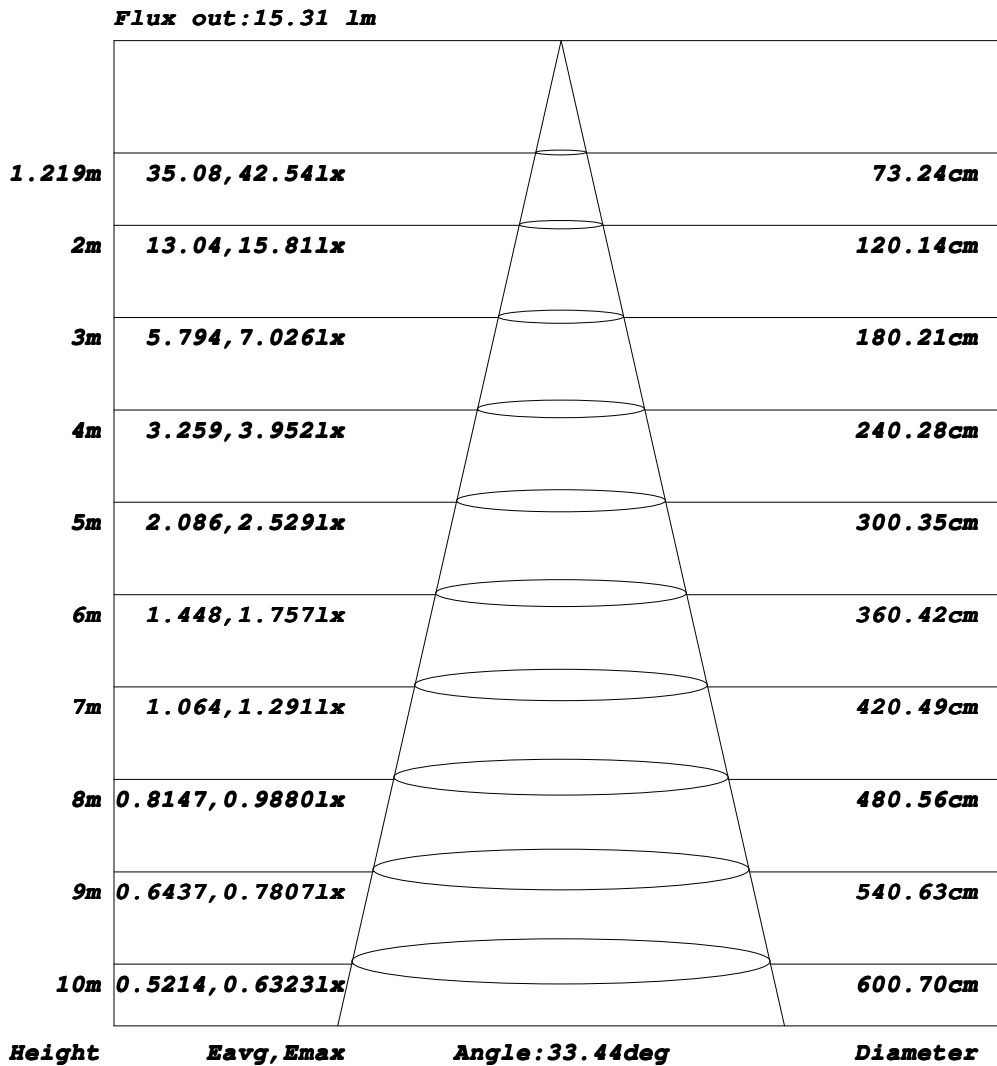 Flux out:15.31 lm
1.219m 35.08,42.54lx 73.24cm
2m 13.04,15.81lx 120.14cm
3m 5.794,7.026lx 180.21cm
4m 3.259,3.952lx 240.28cm
5m 2.086,2.529lx 300.35cm
6m 1.448,1.757lx 360.42cm
7m 1.064,1.291lx 420.49cm
8m 0.8147,0.9880lx 480.56cm
9m 0.6437,0.7807lx 540.63cm
10m 0.5214,0.6323lx 600.70cm
Height Eavg,Emax Angle:33.44deg Diameter